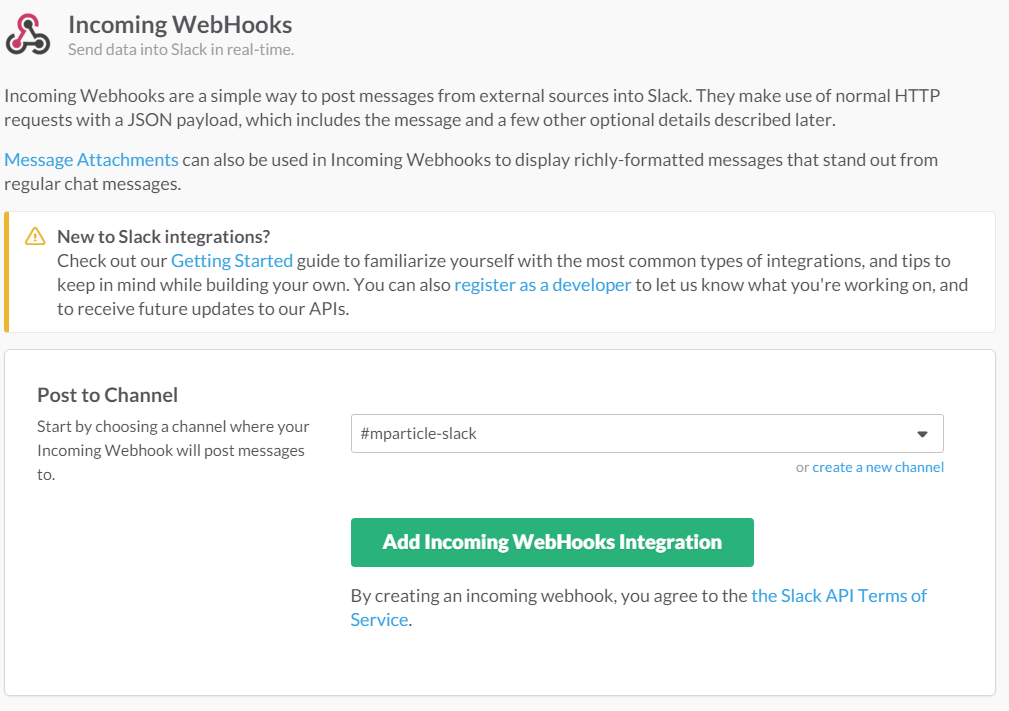 Incoming WebHooks
Send data into Slack in real-time.
Incoming Webhooks are a simple way to post messages from external sources into Slack. They make use of normal HTTP
requests with a JSON payload, which includes the message and a few other optional details described later.
Message Attachments can also be used in Incoming Webhooks to display richly-formatted messages that stand out from
regular chat messages.
New to Slack integrations?
Check out our Getting Started guide to familiarize yourself with the most common types of integrations, and tips to
keep in mind while building your own. You can also register as a developer to let us know what you're working on, and
to receive future updates to our APIs.
Post to Channel
Start by choosing a channel where your
Incoming Webhook will post messages
to.
#mparticle-slack
or create a new channel
Add Incoming WebHooks Integration
By creating an incoming webhook, you agree to the the Slack API Terms of
Service.